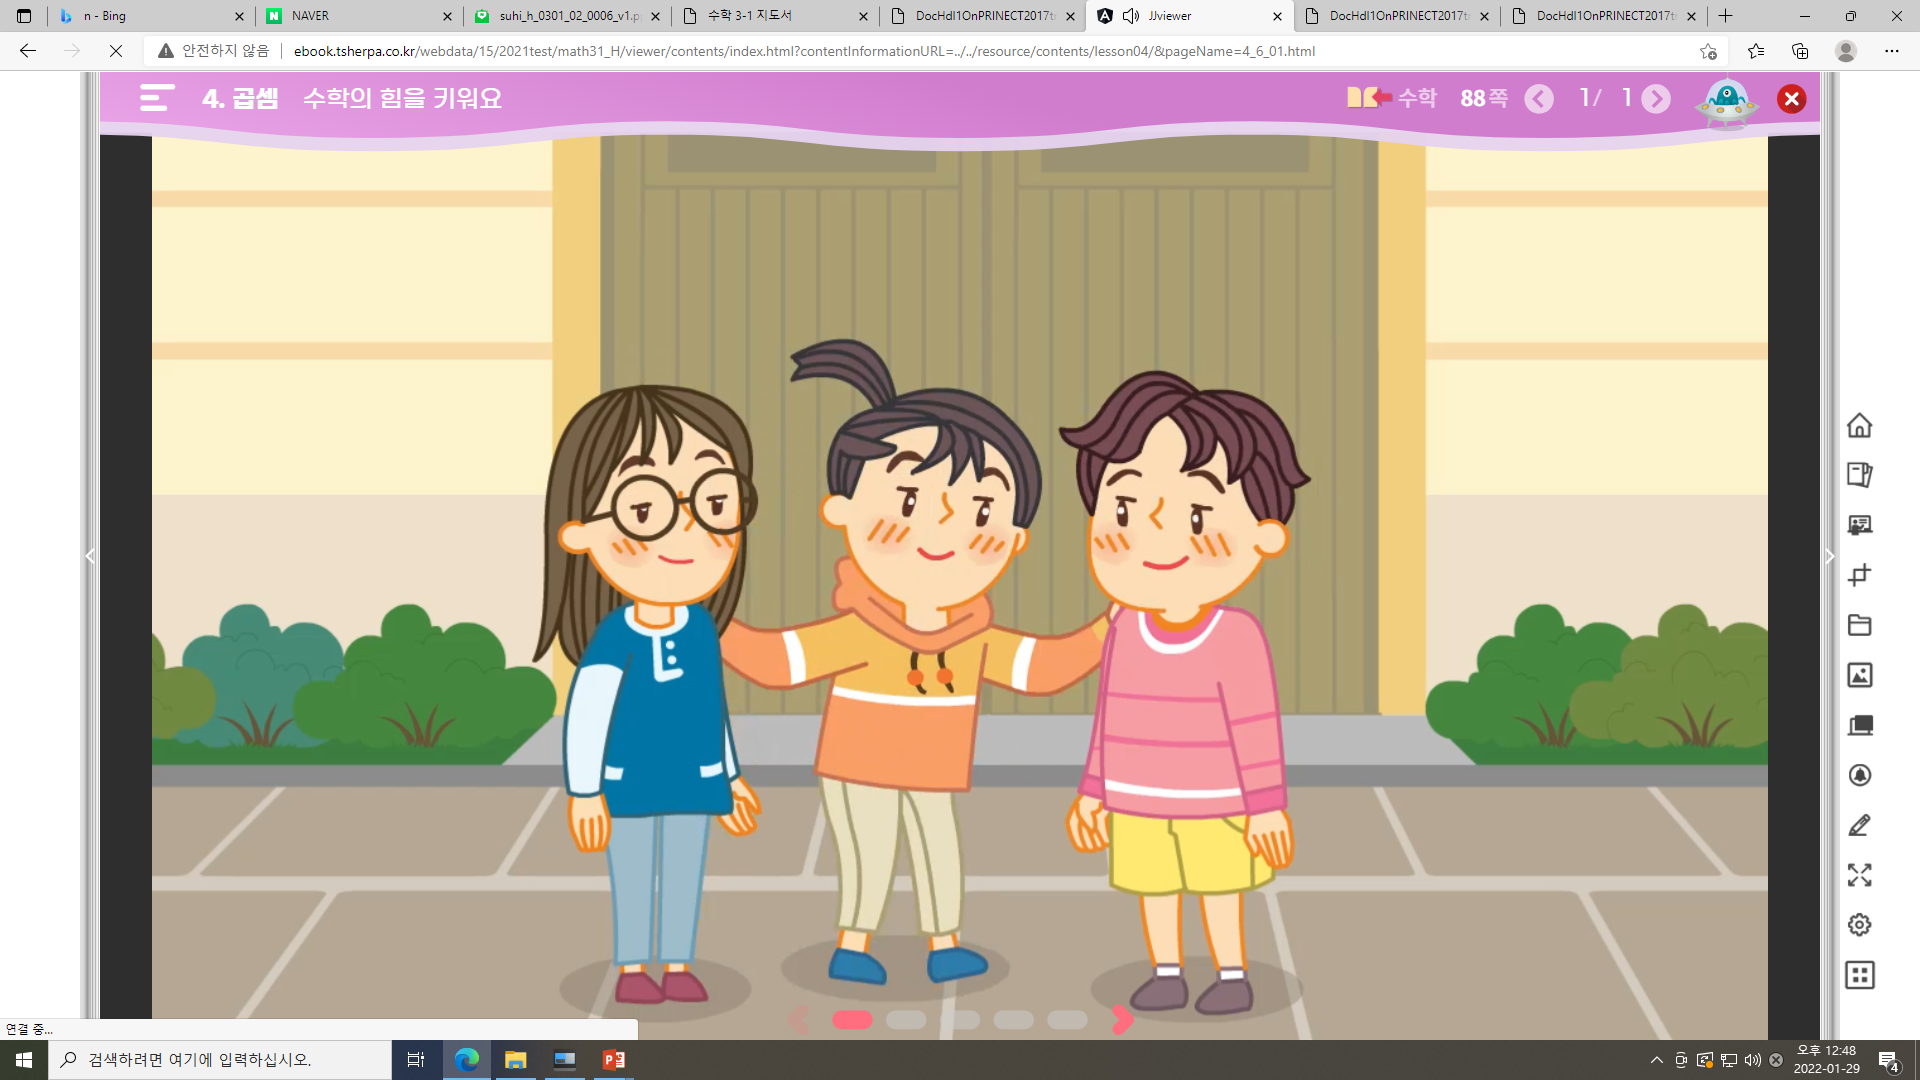 n - Bing
NAVER
suhi_h_0301_02_0006_v1.p
수학 3-1 지도서
DocHdl1OnPRINECT2017t
JJviewer
DocHdl1OnPRINECT2017t
DocHdl1OnPRINECT2017t
안전하지 않음
ebook.tsherpa.co.kr/webdata/15/2021test/math31_H/viewer/contents/index.html?contentInformationURL=../../resource/contents/lesson04/&pageName=4_6_01.html
4. 곱셈 수학의 힘을 키워요
수학 88쪽 1/ 1
연결 중...
검색하려면 여기에 입력하십시오.
오후 12:48
2022-01-29
4